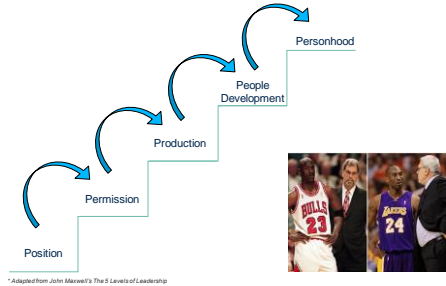 Personhood
People
Development
Production
Permission
Position
BULLS
23
LAKERS
24
* Adapted from John Maxwell's The 5 Levels of Leadership